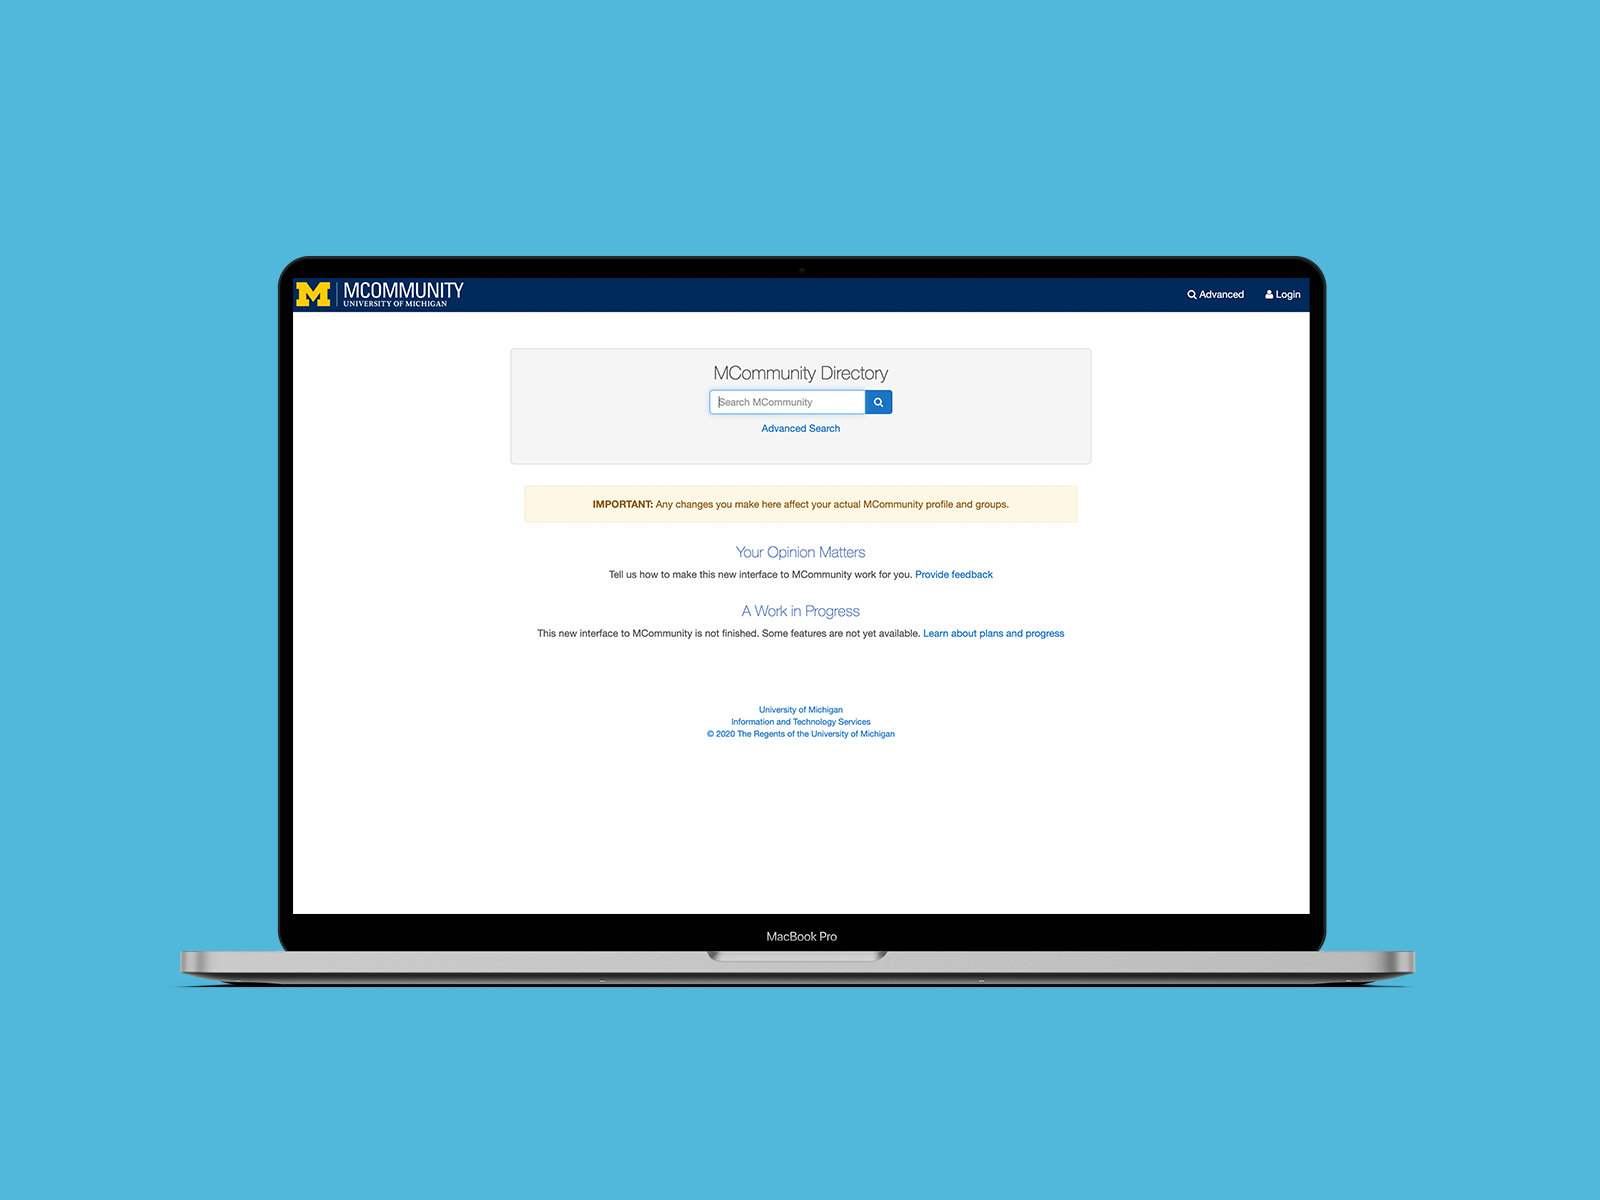 M
MCOMMUNITY
UNIVERSITY OF MICHIGAN
Advanced
Login
MCommunity Directory
Search MCommunity
Advanced Search
IMPORTANT: Any changes you make here affect your actual MCommunity profile and groups.
Your Opinion Matters
Tell us how to make this new interface to MCommunity work for you. Provide feedback
A Work in Progress
This new interface to MCommunity is not finished. Some features are not yet available. Learn about plans and progress
University of Michigan
Information and Technology Services
© 2020 The Regents of the University of Michigan
MacBook Pro